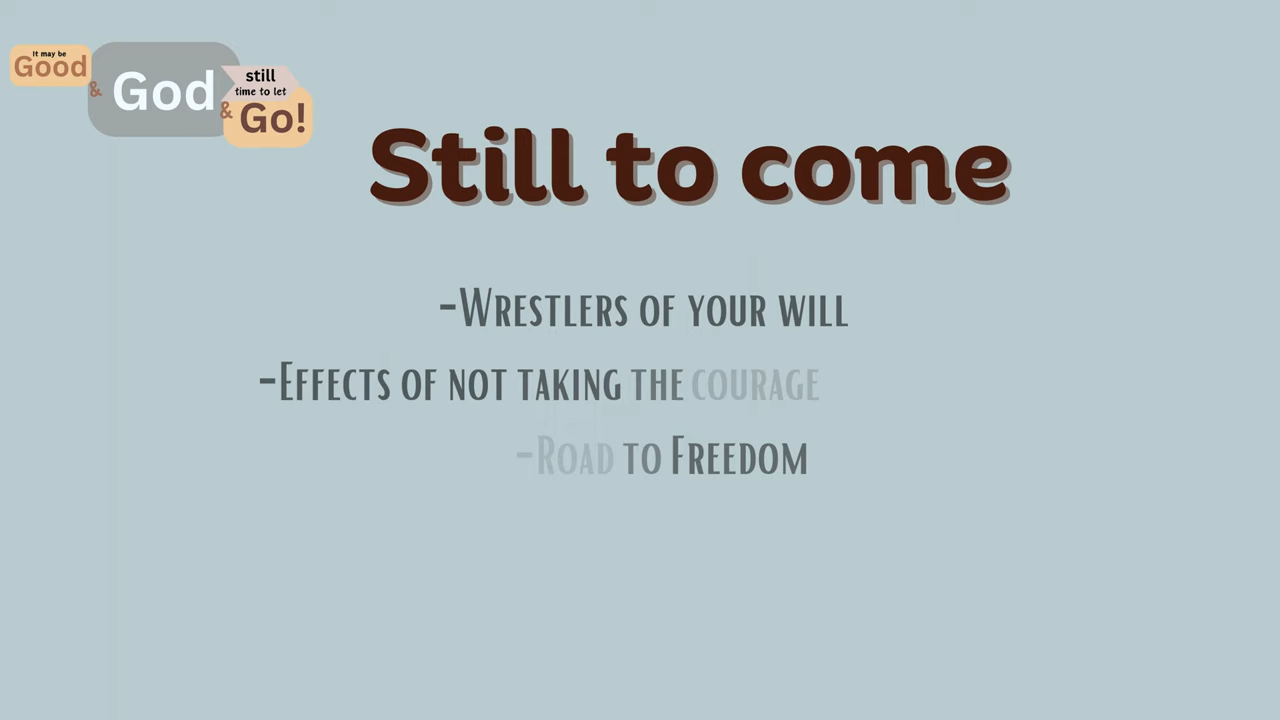 It may be
Good
&
God
still
time to let
&
Go!
Still to come
-Wrestlers of your will
-Effects of not taking the courage
-Road to Freedom